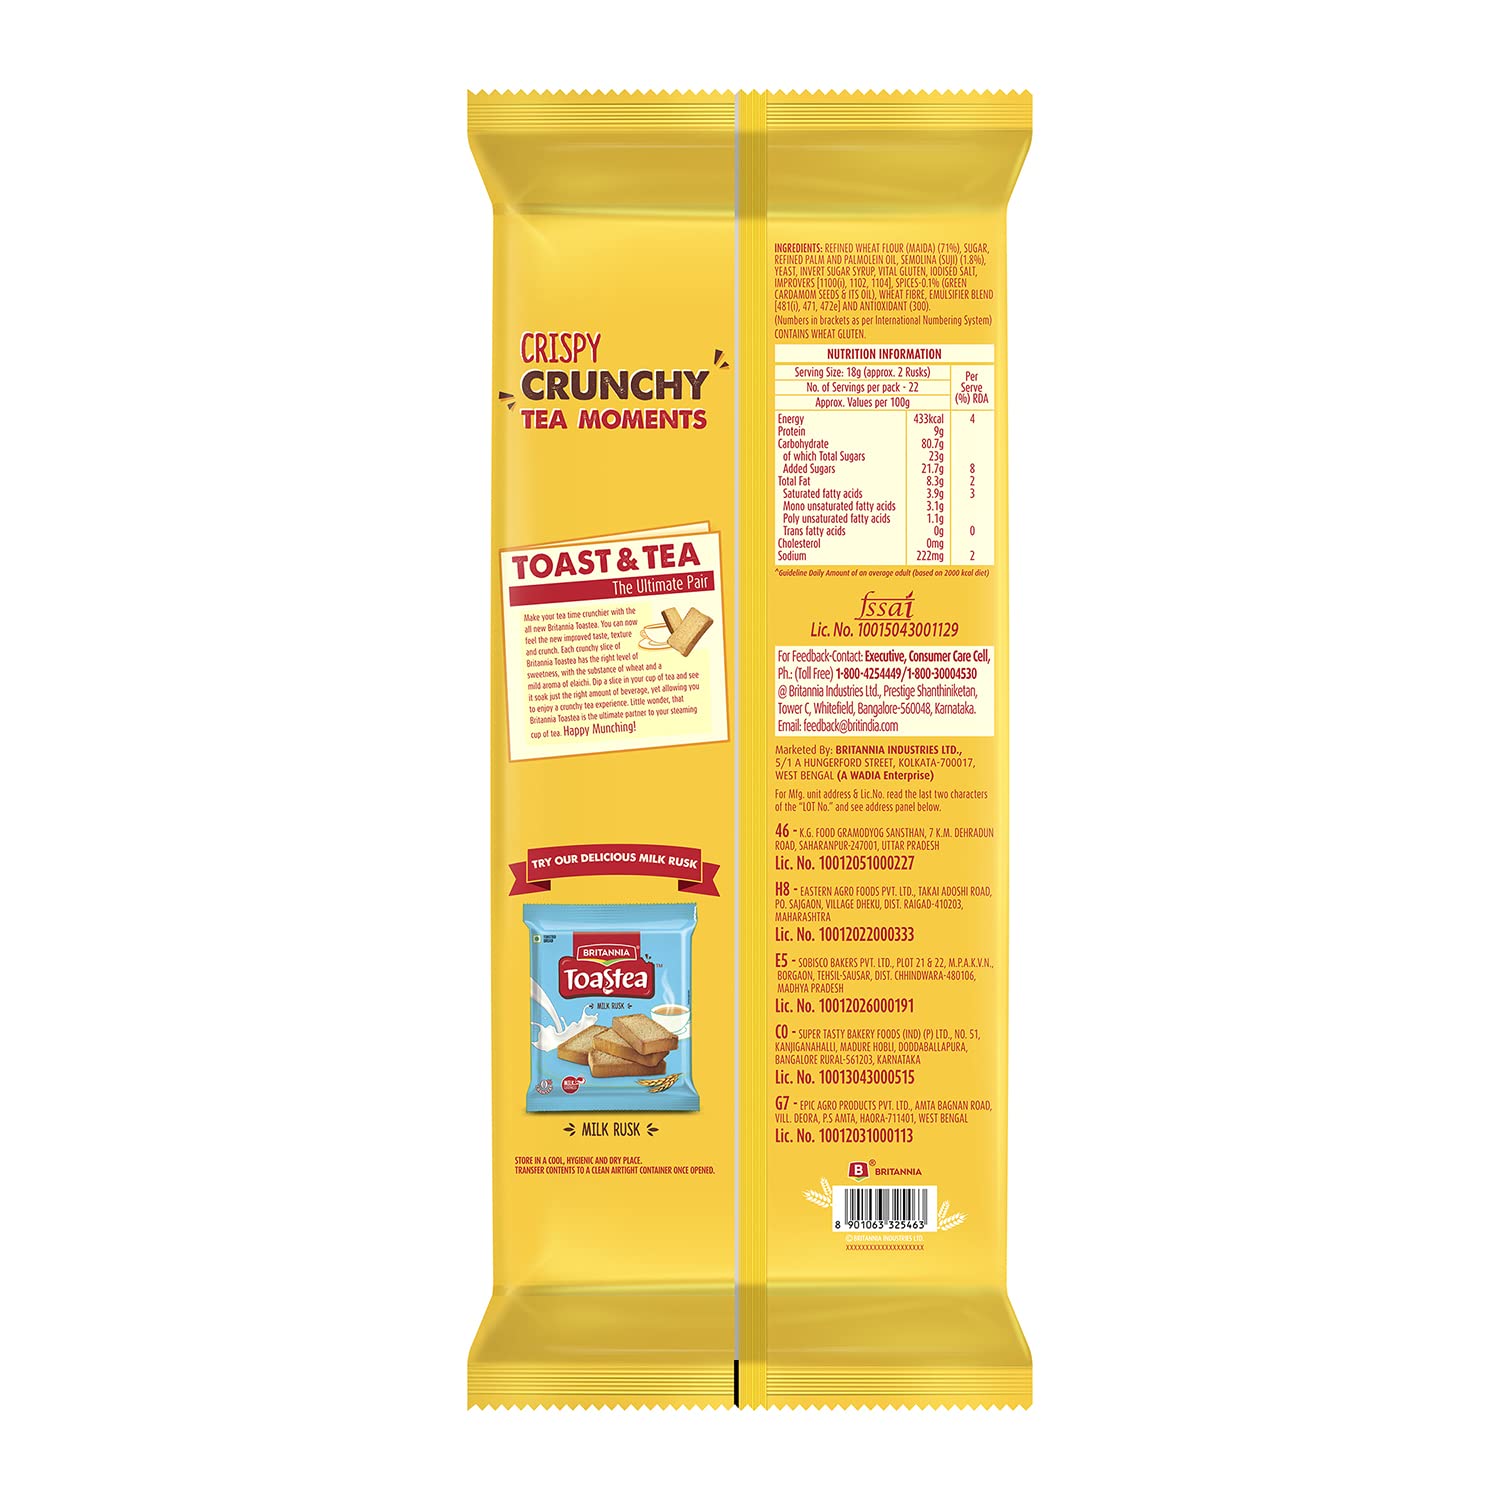 CRISPY
CRUNCHY
TEA MOMENTS
TOAST & TEA
The Ultimate Pair
Make your tea time crunchier with the
all new Britannia Toastea. You can now
feel the new improved taste, texture
and crunch. Each crunchy slice of
Britannia Toastea has the right level of
sweetness, with the substance of wheat and a
mild aroma of elaichi. Dip a slice in your cup of tea and see
it soak just the right amount of beverage, yet allowing you
to enjoy a crunchy tea experience. Little wonder, that
Britannia Toastea is the ultimate partner to your steaming
cup of tea. Happy Munching!
TRY OUR DELICIOUS MILK RUSK
BRITANNIA
Toastea™
MILK RUSK
MILK RUSK
STORE IN A COOL, HYGIENIC AND DRY PLACE.
TRANSFER CONTENTS TO A CLEAN AIRTIGHT CONTAINER ONCE OPENED.
INGREDIENTS: REFINED WHEAT FLOUR (MAIDA) (71%), SUGAR,
REFINED PALM AND PALMOLEIN OIL, SEMOLINA (SUJI) (1.8%),
YEAST, INVERT SUGAR SYRUP, VITAL GLUTEN, IODISED SALT,
IMPROVERS [1100(i), 1102, 1104], SPICES-0.1% (GREEN
CARDAMOM SEEDS & ITS OIL), WHEAT FIBRE, EMULSIFIER BLEND
[481(i), 471, 472e] AND ANTIOXIDANT (300).
(Numbers in brackets as per International Numbering System)
CONTAINS WHEAT GLUTEN.
NUTRITION INFORMATION
Serving Size: 18g (approx. 2 Rusks)
No. of Servings per pack - 22
Approx. Values per 100g
Per
Serve
(%) RDA
Energy 433kcal 4
Protein 9g
Carbohydrate 80.7g
of which Total Sugars 23g
Added Sugars 21.7g 8
Total Fat 8.3g 2
Saturated fatty acids 3.9g 3
Mono unsaturated fatty acids 3.1g
Poly unsaturated fatty acids 1.1g
Trans fatty acids 0g 0
Cholesterol 0mg
Sodium 222mg 2
^Guideline Daily Amount of an average adult (based on 2000 kcal diet)
fssai
Lic. No. 10015043001129
For Feedback-Contact: Executive, Consumer Care Cell,
Ph.: (Toll Free) 1-800-4254449/1-800-30004530
@ Britannia Industries Ltd., Prestige Shanthiniketan,
Tower C, Whitefield, Bangalore-560048, Karnataka.
Email: feedback@britindia.com
Marketed By: BRITANNIA INDUSTRIES LTD.,
5/1 A HUNGERFORD STREET, KOLKATA-700017,
WEST BENGAL (A WADIA Enterprise)
For Mfg. unit address & Lic.No. read the last two characters
of the "LOT No." and see address panel below.
46 - K.G. FOOD GRAMODYOG SANSTHAN, 7 K.M. DEHRADUN
ROAD, SAHARANPUR-247001, UTTAR PRADESH
Lic. No. 10012051000227
H8 - EASTERN AGRO FOODS PVT. LTD., TAKAI ADOSHI ROAD,
PO. SAJGAON, VILLAGE DHEKU, DIST. RAIGAD-410203,
MAHARASHTRA
Lic. No. 10012022000333
E5 - SOBISCO BAKERS PVT. LTD., PLOT 21 & 22, M.P.A.K.V.N.,
BORGAON, TEHSIL-SAUSAR, DIST. CHHINDWARA-480106,
MADHYA PRADESH
Lic. No. 10012026000191
C0 - SUPER TASTY BAKERY FOODS (IND) (P) LTD., NO. 51,
KANJIGANAHALLI, MADURE HOBLI, DODDABALLAPURA,
BANGALORE RURAL-561203, KARNATAKA
Lic. No. 10013043000515
G7 - EPIC AGRO PRODUCTS PVT. LTD., AMTA BAGNAN ROAD,
VILL. DEORA, P.S AMTA, HAORA-711401, WEST BENGAL
Lic. No. 10012031000113
B® BRITANNIA
8 901063 325463
© BRITANNIA INDUSTRIES LTD.
XXXXXXXXXXXXXXXXXXXX